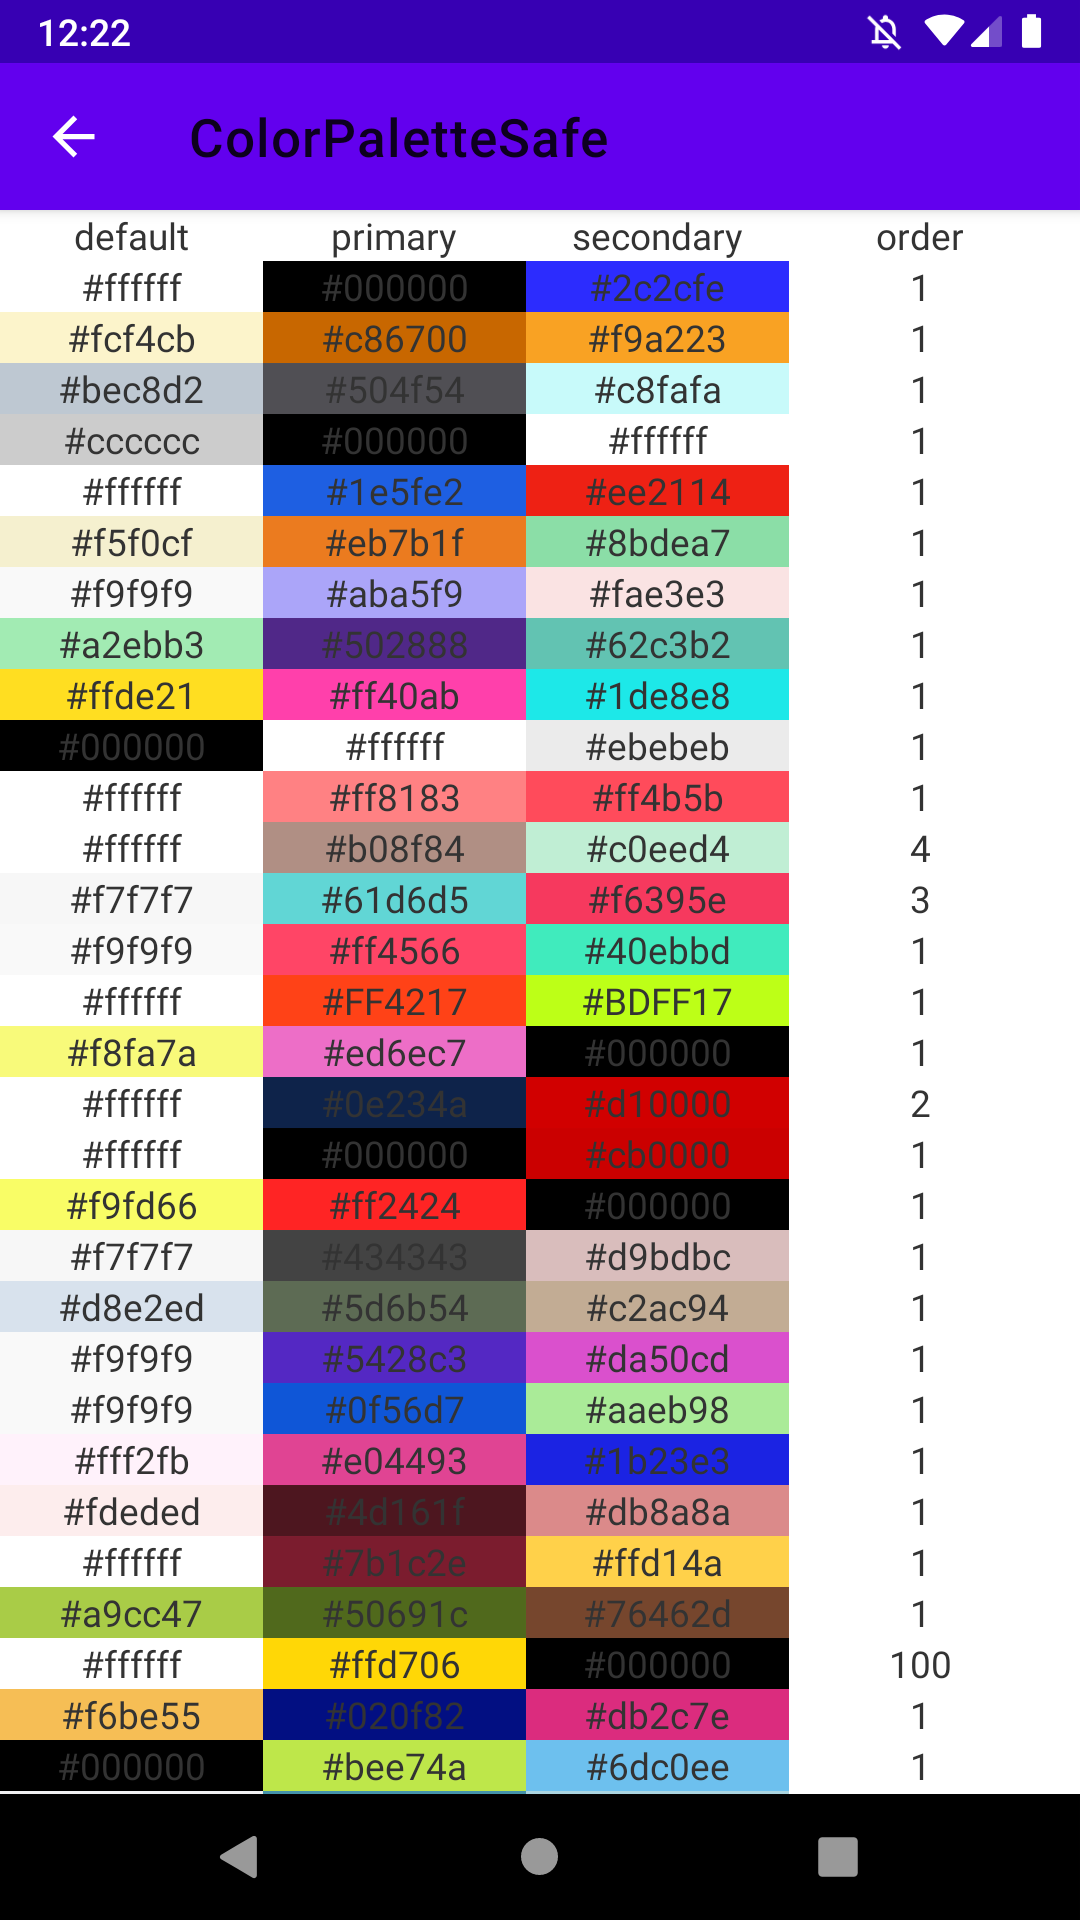 12:22
ColorPaletteSafe
default primary secondary order
#ffffff #000000 #2c2cfe 1
#fcf4cb #c86700 #f9a223 1
#bec8d2 #504f54 #c8fafa 1
#cccccc #000000 #ffffff 1
#ffffff #1e5fe2 #ee2114 1
#f5f0cf #eb7b1f #8bdea7 1
#f9f9f9 #aba5f9 #fae3e3 1
#a2ebb3 #502888 #62c3b2 1
#ffde21 #ff40ab #1de8e8 1
#000000 #ffffff #ebebeb 1
#ffffff #ff8183 #ff4b5b 1
#ffffff #b08f84 #c0eed4 4
#f7f7f7 #61d6d5 #f6395e 3
#f9f9f9 #ff4566 #40ebbd 1
#ffffff #FF4217 #BDFF17 1
#f8fa7a #ed6ec7 #000000 1
#ffffff #0e234a #d10000 2
#ffffff #000000 #cb0000 1
#f9fd66 #ff2424 #000000 1
#f7f7f7 #434343 #d9bdbc 1
#d8e2ed #5d6b54 #c2ac94 1
#f9f9f9 #5428c3 #da50cd 1
#f9f9f9 #0f56d7 #aaeb98 1
#fff2fb #e04493 #1b23e3 1
#fdeded #4d161f #db8a8a 1
#ffffff #7b1c2e #ffd14a 1
#a9cc47 #50691c #76462d 1
#ffffff #ffd706 #000000 100
#f6be55 #020f82 #db2c7e 1
#000000 #bee74a #6dc0ee 1